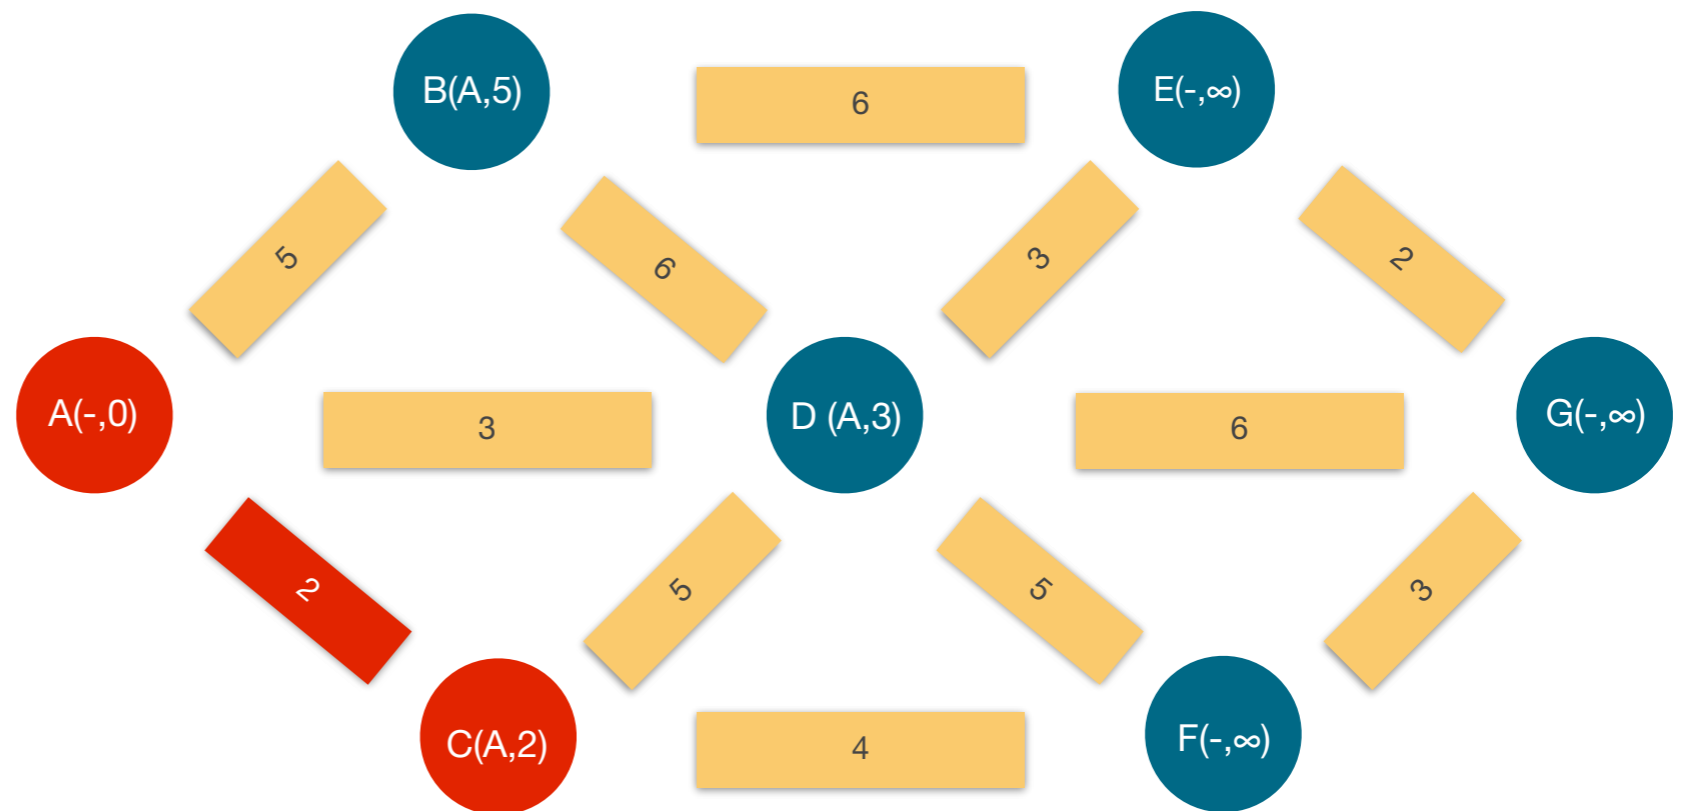 B(A,5)
6
E(-,∞)
5
6
3
2
A(-,0)
3
D (A,3)
6
G(-,∞)
2
5
5
3
C(A,2)
4
F(-,∞)